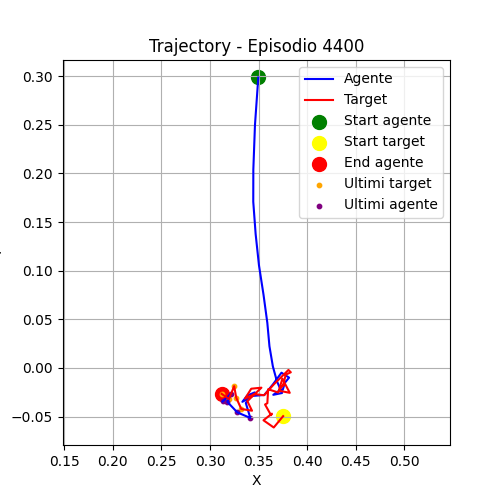 Trajectory - Episodio 4400
0.30
0.25
0.20
0.15
0.10
0.05
0.00
−0.05
Agente
Target
Start agente
Start target
End agente
Ultimi target
Ultimi agente
0.15 0.20 0.25 0.30 0.35 0.40 0.45 0.50
X